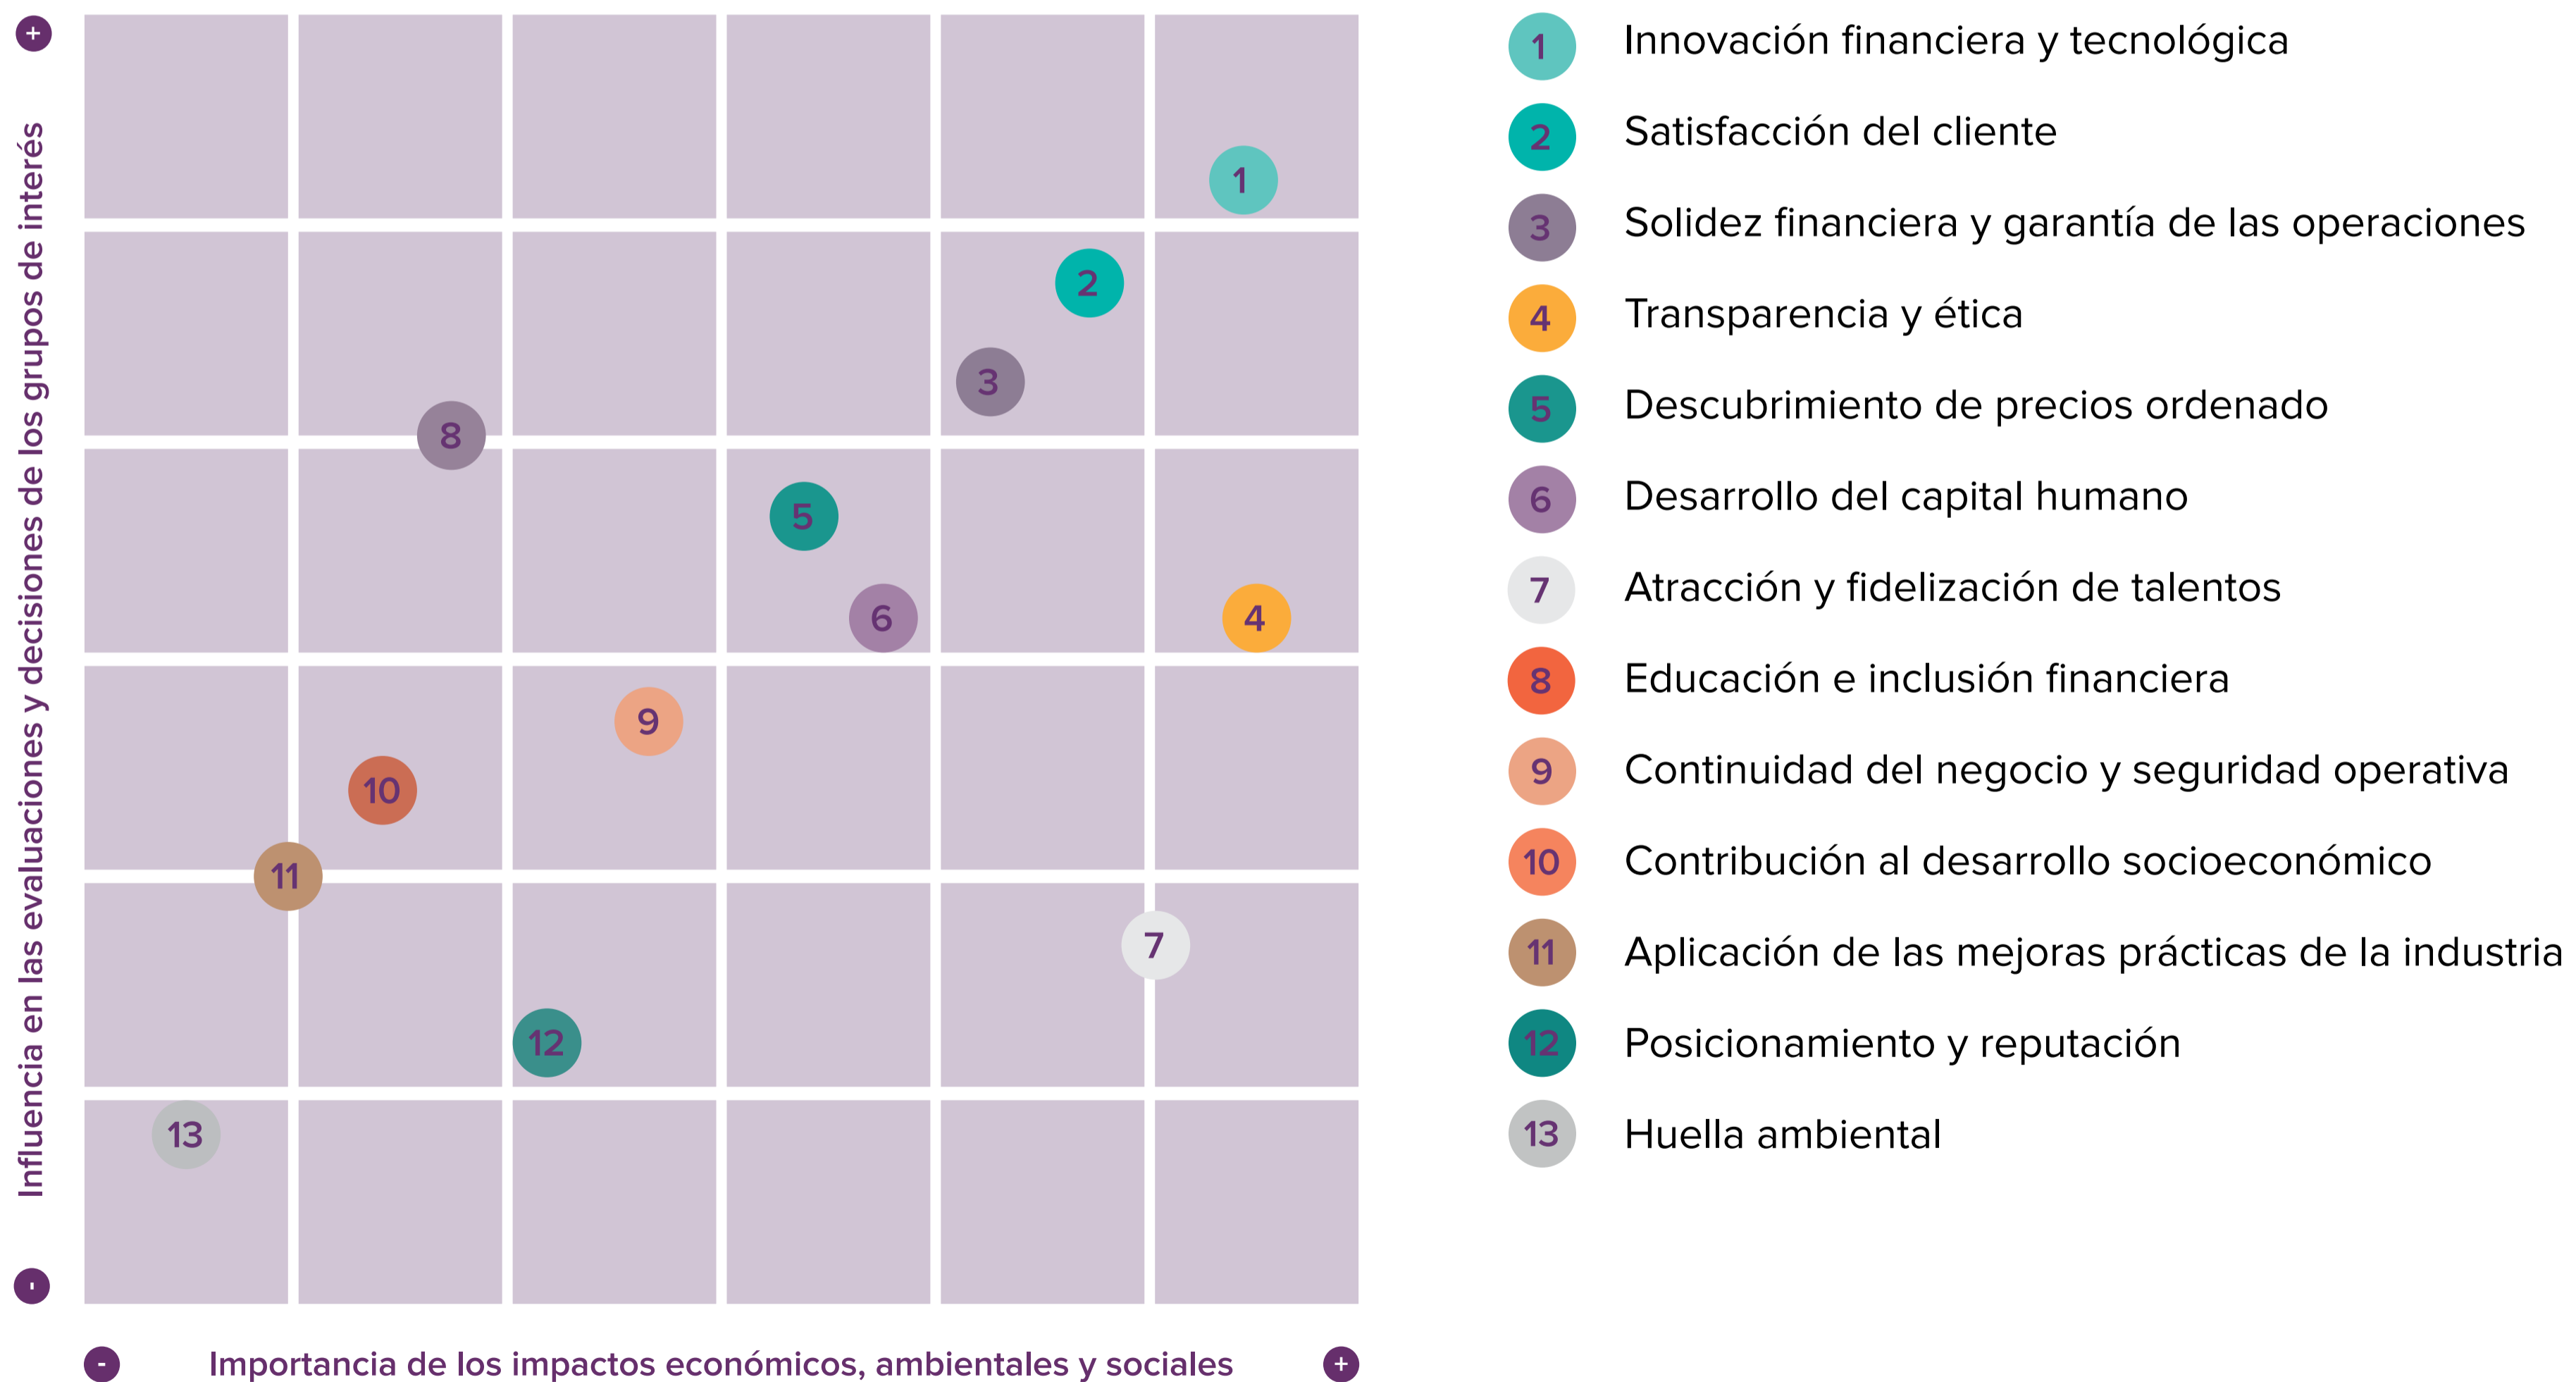 +
Influencia en las evaluaciones y decisiones de los grupos de interés
-
1
2
3
8
5
6
4
9
10
11
7
12
13
-
Importancia de los impactos económicos, ambientales y sociales
+
1 Innovación financiera y tecnológica
2 Satisfacción del cliente
3 Solidez financiera y garantía de las operaciones
4 Transparencia y ética
5 Descubrimiento de precios ordenado
6 Desarrollo del capital humano
7 Atracción y fidelización de talentos
8 Educación e inclusión financiera
9 Continuidad del negocio y seguridad operativa
10 Contribución al desarrollo socioeconómico
11 Aplicación de las mejoras prácticas de la industria
12 Posicionamiento y reputación
13 Huella ambiental